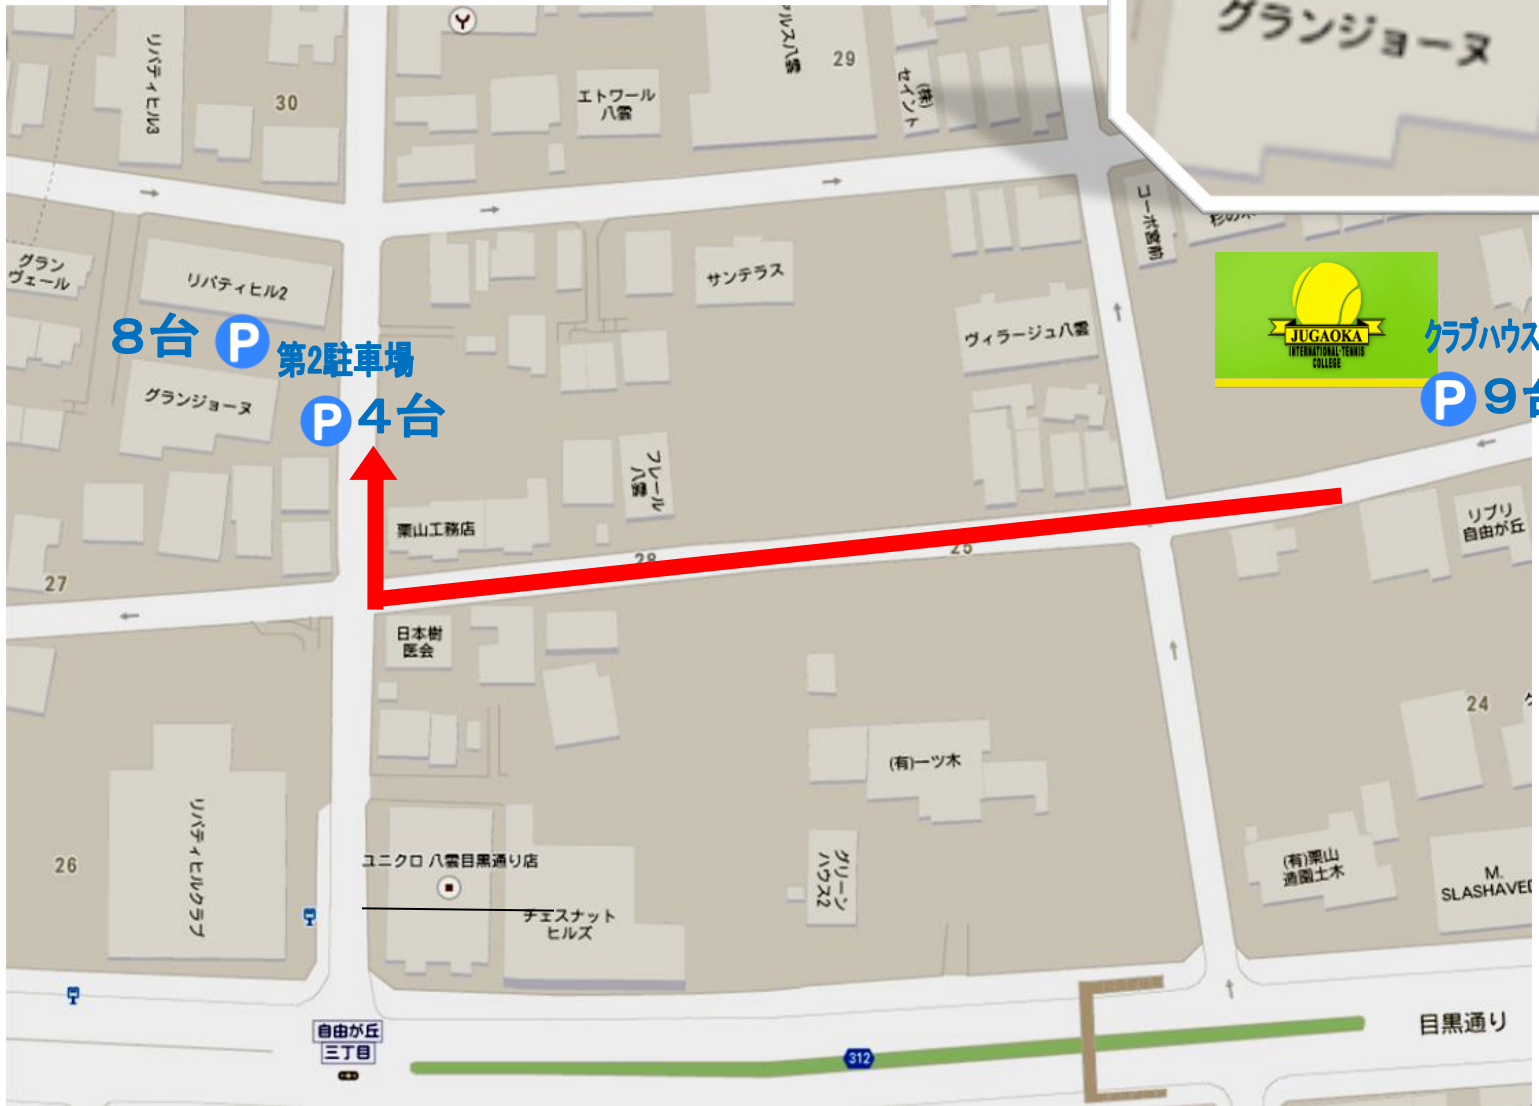 グランジョーヌ
リバティヒル3
30
エトワール
八雲
ルス八雲
29
(株)
セイント
グラン
ヴェール
リバティヒル2
サンテラス
コーポ宮前
8台 P
第2駐車場
P 4台
グランジョーヌ
ヴィラージュ八雲
JUGAOKA
INTERNATIONAL TENNIS
COLLEGE
クラブハウス
P 9台
フレール
八雲
栗山工務店
28
25
リブリ
自由が丘
27
日本樹
医会
24
(有)一ツ木
リバティヒルクラブ
26
ユニクロ 八雲目黒通り店
チェスナット
ヒルズ
グリーン
ハウス2
(有)栗山
造園土木
M.
SLASHAVED
自由が丘
三丁目
312
目黒通り